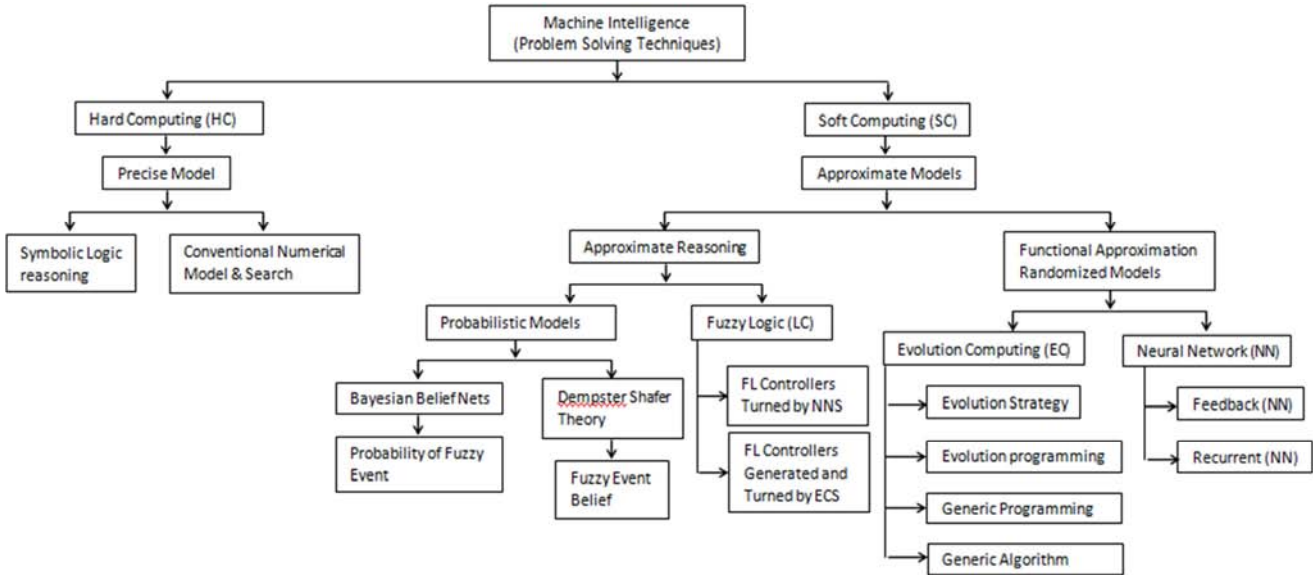 Machine Intelligence
(Problem Solving Techniques)
Hard Computing (HC)
Soft Computing (SC)
Precise Model
Approximate Models
Symbolic Logic
reasoning
Conventional Numerical
Model & Search
Approximate Reasoning
Functional Approximation
Randomized Models
Probabilistic Models
Fuzzy Logic (LC)
Evolution Computing (EC)
Neural Network (NN)
Bayesian Belief Nets
Dempster Shafer
Theory
FL Controllers
Turned by NNS
Evolution Strategy
Feedback (NN)
Probability of Fuzzy
Event
Fuzzy Event
Belief
FL Controllers
Generated and
Turned by ECS
Evolution programming
Recurrent (NN)
Generic Programming
Generic Algorithm